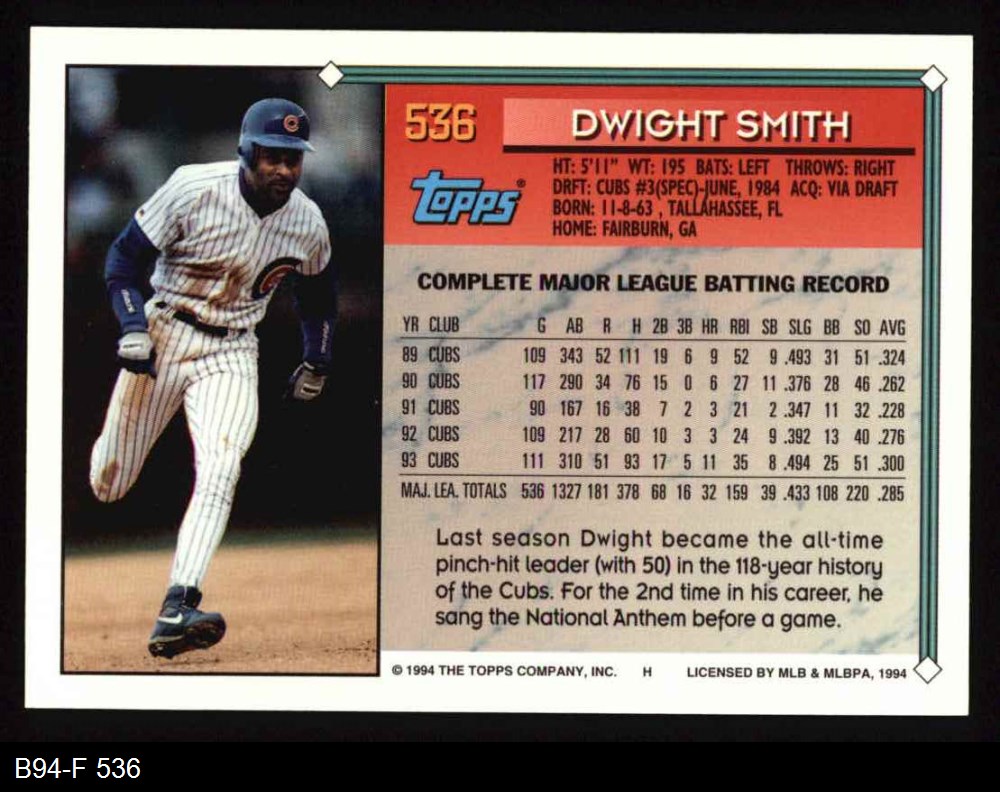 536
DWIGHT SMITH
Topps®
HT: 5'11" WT: 195 BATS: LEFT THROWS: RIGHT
DRFT: CUBS #3(SPEC)-JUNE, 1984 ACQ: VIA DRAFT
BORN: 11-8-63 , TALLAHASSEE, FL
HOME: FAIRBURN, GA
COMPLETE MAJOR LEAGUE BATTING RECORD
YR CLUB G AB R H 2B 3B HR RBI SB SLG BB SO AVG
89 CUBS 109 343 52 111 19 6 9 52 9 .493 31 51 .324
90 CUBS 117 290 34 76 15 0 6 27 11 .376 28 46 .262
91 CUBS 90 167 16 38 7 2 3 21 2 .347 11 32 .228
92 CUBS 109 217 28 60 10 3 3 24 9 .392 13 40 .276
93 CUBS 111 310 51 93 17 5 11 35 8 .494 25 51 .300
MAJ. LEA. TOTALS 536 1327 181 378 68 16 32 159 39 .433 108 220 .285
Last season Dwight became the all-time
pinch-hit leader (with 50) in the 118-year history
of the Cubs. For the 2nd time in his career, he
sang the National Anthem before a game.
© 1994 THE TOPPS COMPANY, INC. H LICENSED BY MLB & MLBPA, 1994
B94-F 536